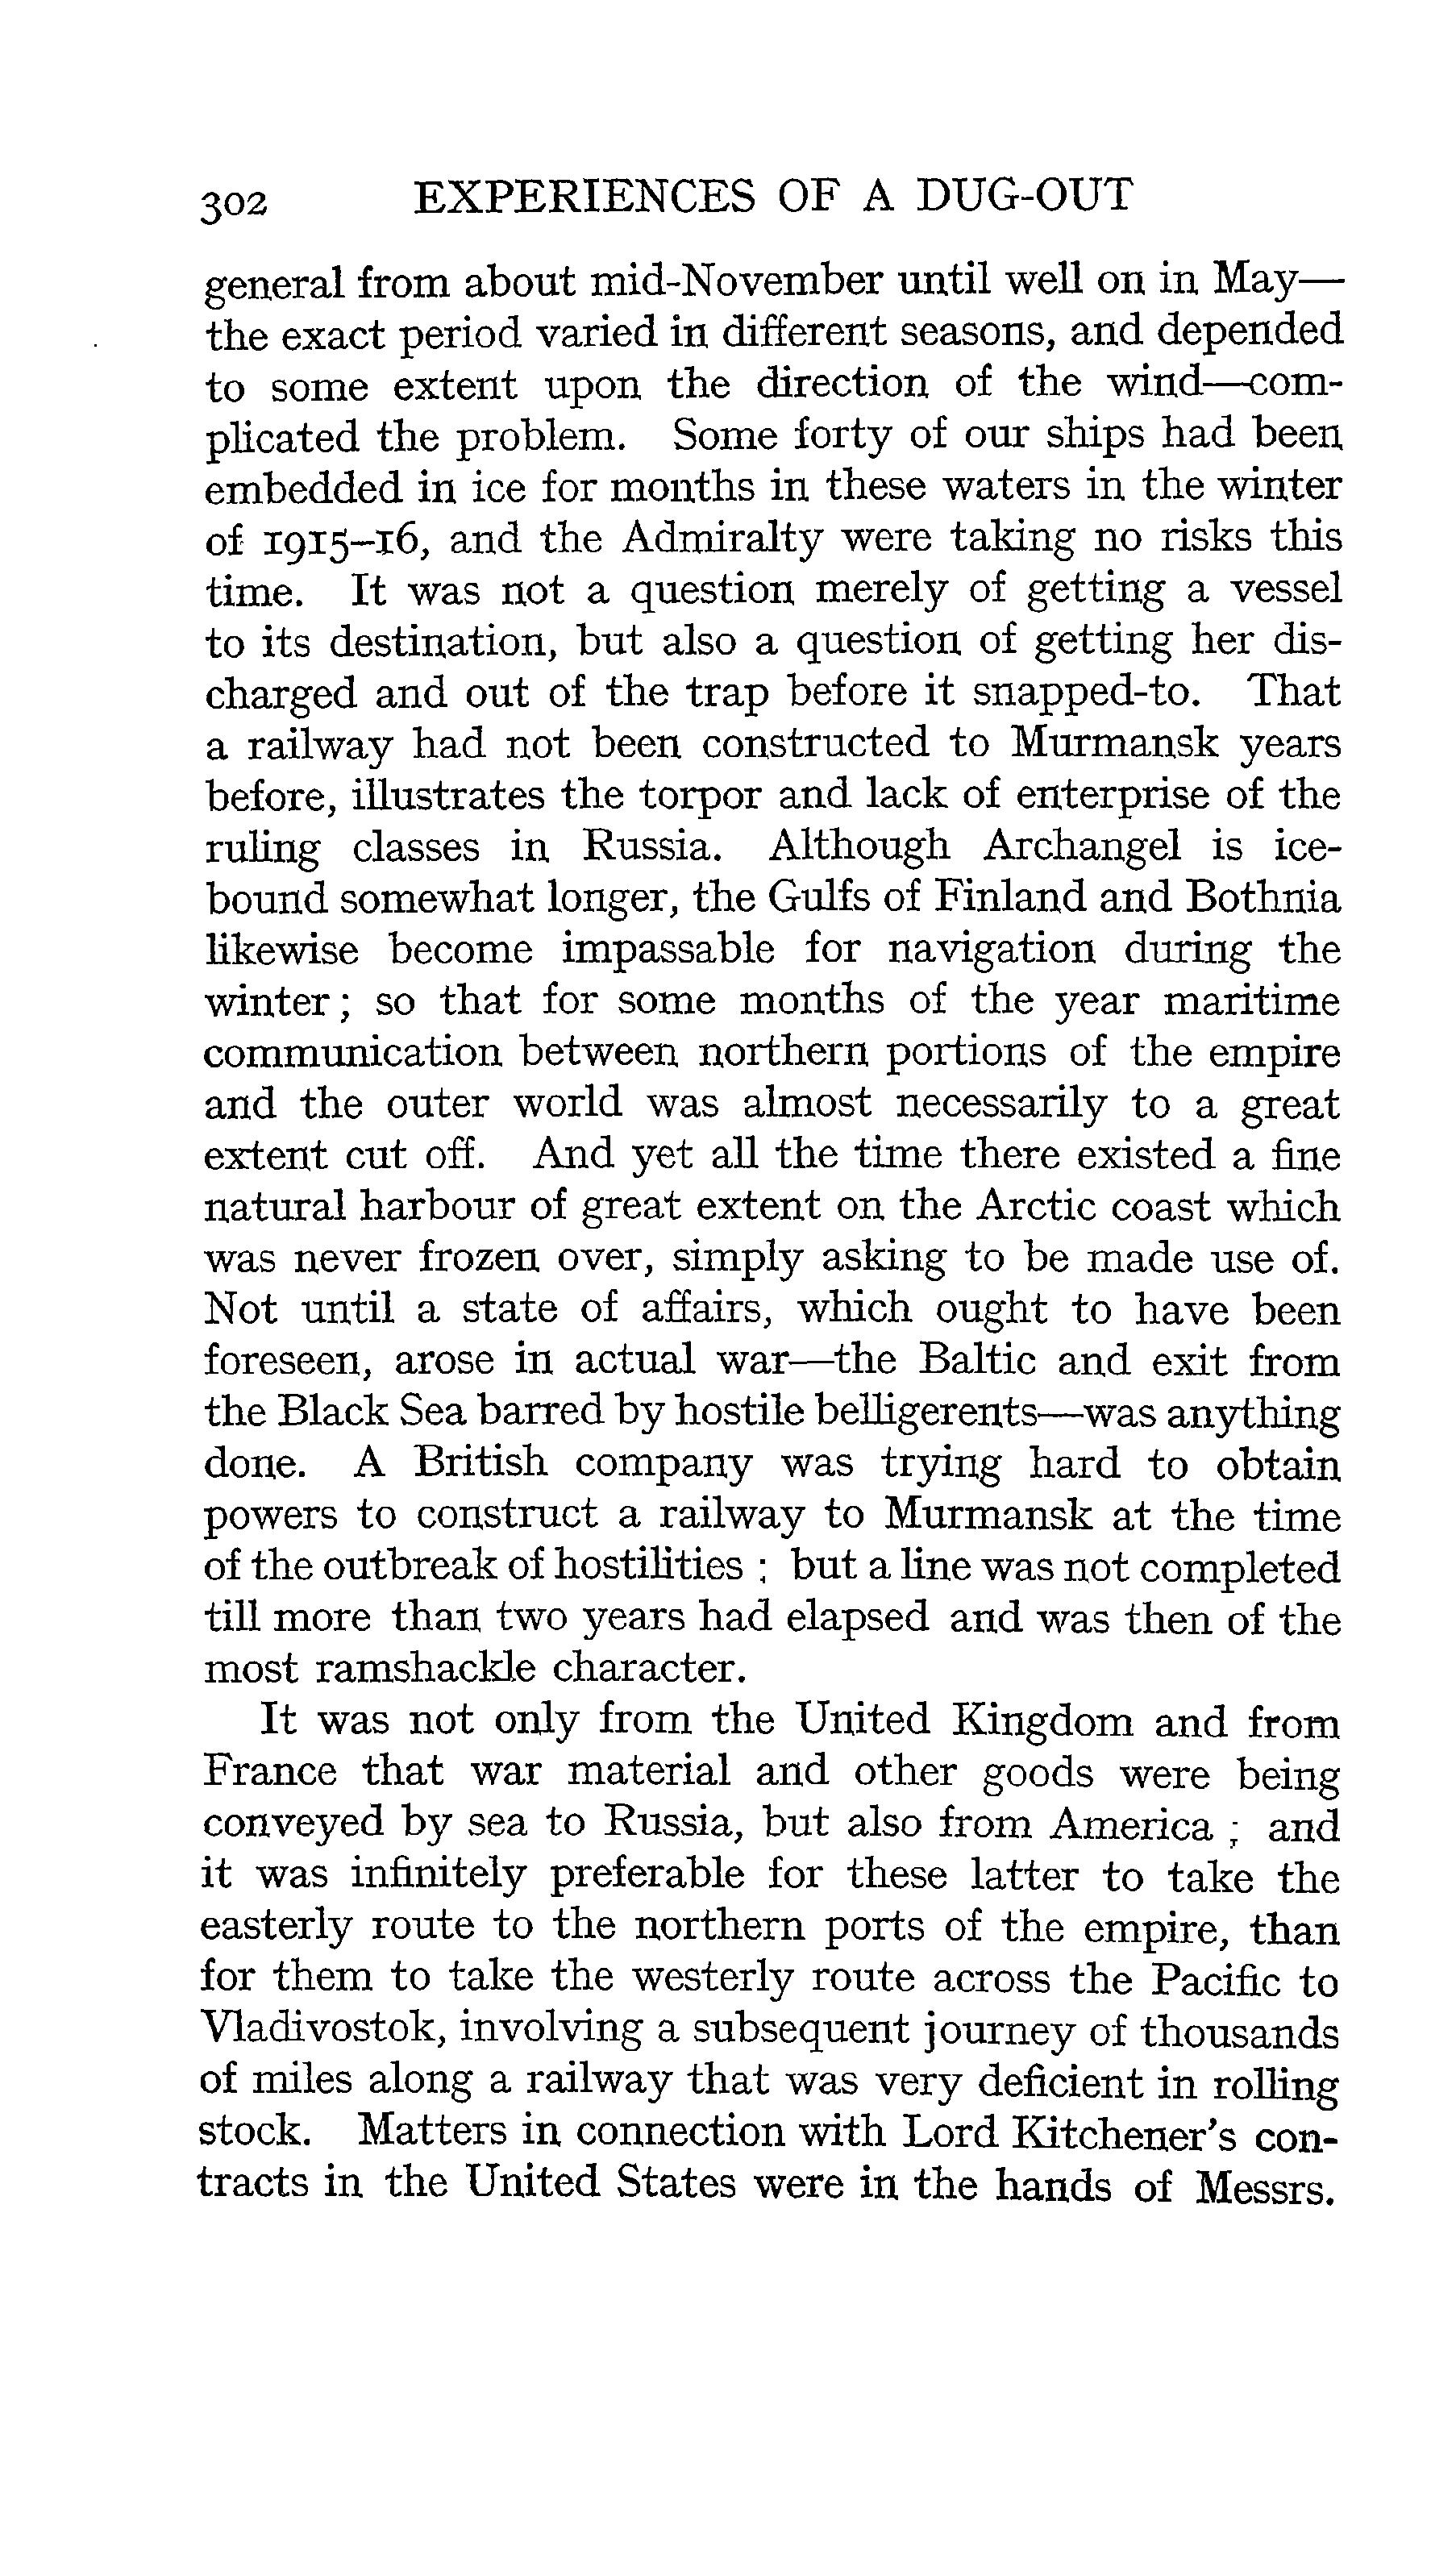 302 EXPERIENCES OF A DUG-OUT
general from about mid-November until well on in May—
the exact period varied in different seasons, and depended
to some extent upon the direction of the wind—com-
plicated the problem. Some forty of our ships had been
embedded in ice for months in these waters in the winter
of 1915–16, and the Admiralty were taking no risks this
time. It was not a question merely of getting a vessel
to its destination, but also a question of getting her dis-
charged and out of the trap before it snapped-to. That
a railway had not been constructed to Murmansk years
before, illustrates the torpor and lack of enterprise of the
ruling classes in Russia. Although Archangel is ice-
bound somewhat longer, the Gulfs of Finland and Bothnia
likewise become impassable for navigation during the
winter; so that for some months of the year maritime
communication between northern portions of the empire
and the outer world was almost necessarily to a great
extent cut off. And yet all the time there existed a fine
natural harbour of great extent on the Arctic coast which
was never frozen over, simply asking to be made use of.
Not until a state of affairs, which ought to have been
foreseen, arose in actual war—the Baltic and exit from
the Black Sea barred by hostile belligerents—was anything
done. A British company was trying hard to obtain
powers to construct a railway to Murmansk at the time
of the outbreak of hostilities ; but a line was not completed
till more than two years had elapsed and was then of the
most ramshackle character.
It was not only from the United Kingdom and from
France that war material and other goods were being
conveyed by sea to Russia, but also from America ; and
it was infinitely preferable for these latter to take the
easterly route to the northern ports of the empire, than
for them to take the westerly route across the Pacific to
Vladivostok, involving a subsequent journey of thousands
of miles along a railway that was very deficient in rolling
stock. Matters in connection with Lord Kitchener's con-
tracts in the United States were in the hands of Messrs.